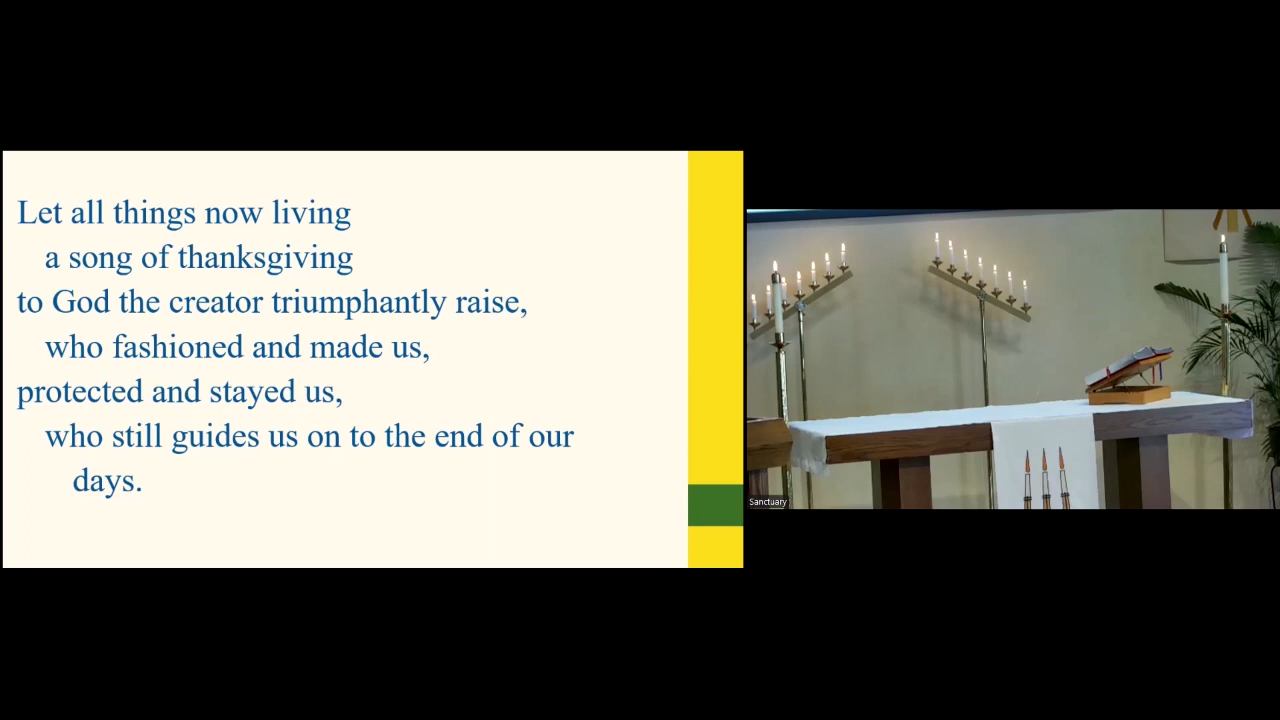 Let all things now living
a song of thanksgiving
to God the creator triumphantly raise,
who fashioned and made us,
protected and stayed us,
who still guides us on to the end of our
days.
Sanctuary